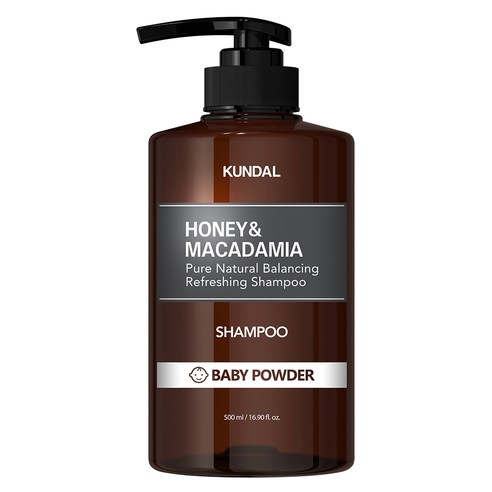 KUNDAL
HONEY&
MACADAMIA
Pure Natural Balancing
Refreshing Shampoo
SHAMPOO
BABY POWDER
500 ml / 16.90 fl. oz.